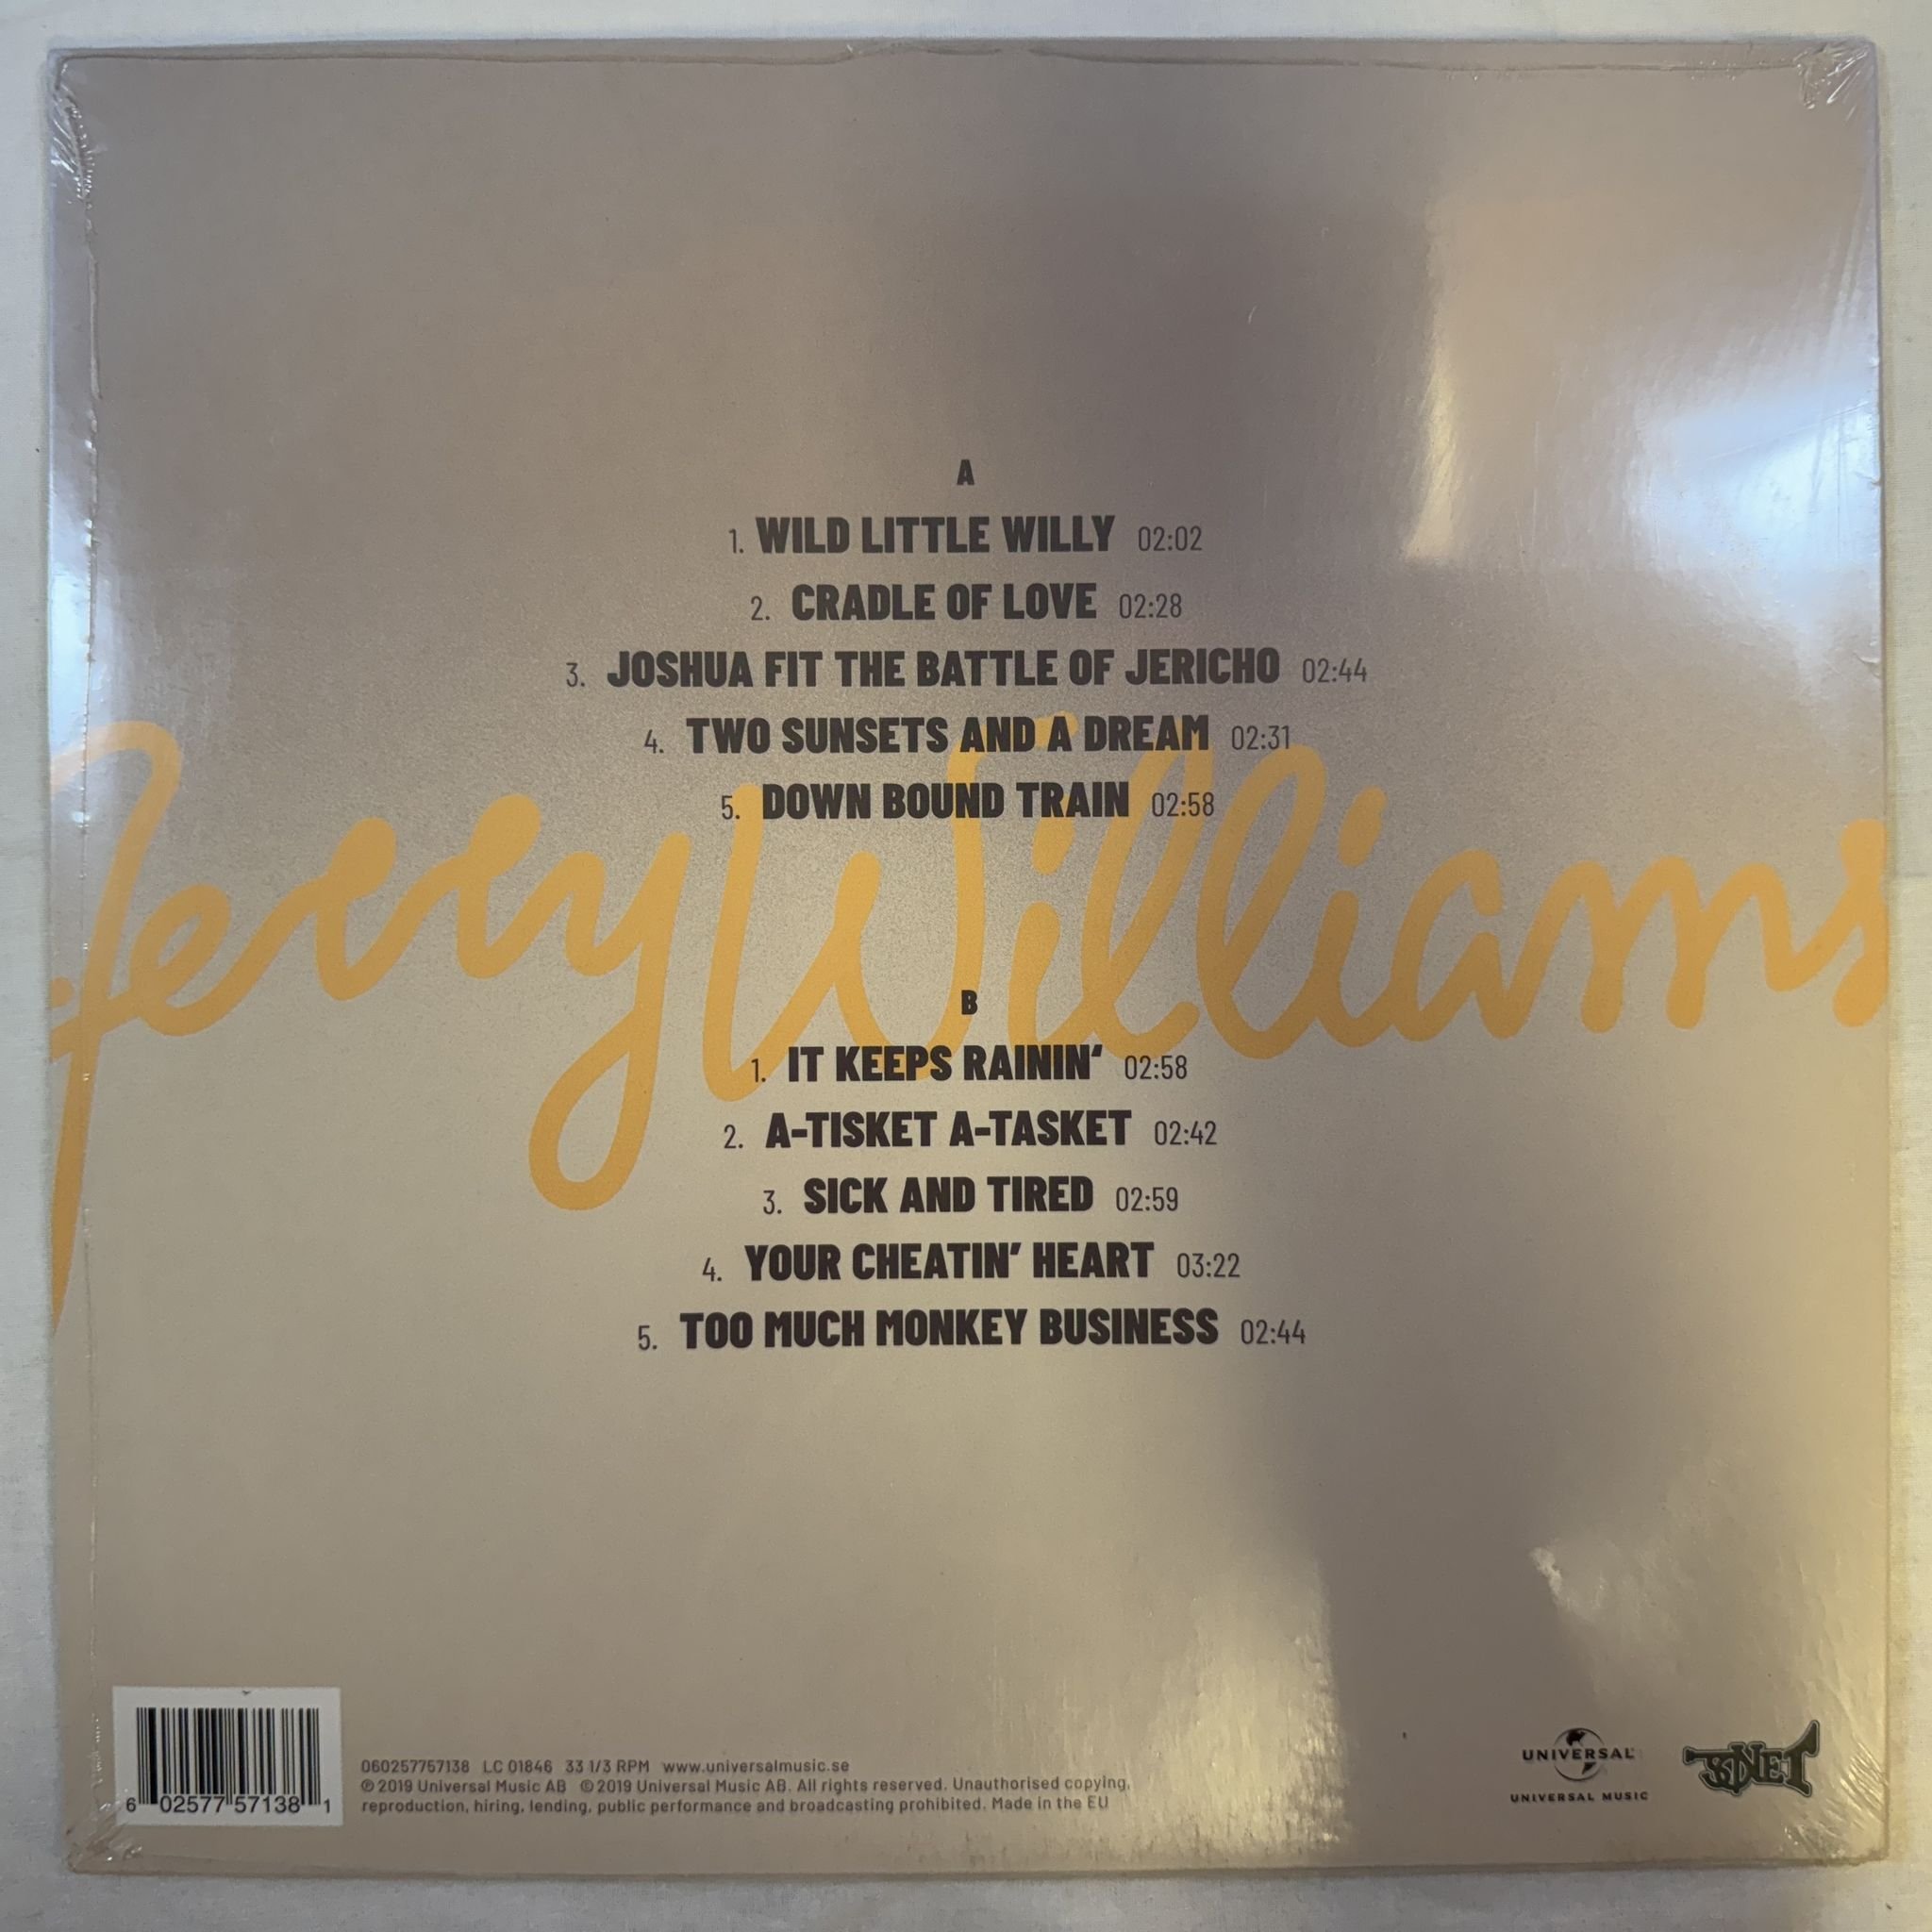 A
1. WILD LITTLE WILLY 02:02
2. CRADLE OF LOVE 02:28
3. JOSHUA FIT THE BATTLE OF JERICHO 02:44
4. TWO SUNSETS AND A DREAM 02:31
5. DOWN BOUND TRAIN 02:58
Jerry Williams
B
1. IT KEEPS RAININ‘ 02:58
2. A-TISKET A-TASKET 02:42
3. SICK AND TIRED 02:59
4. YOUR CHEATIN’ HEART 03:22
5. TOO MUCH MONKEY BUSINESS 02:44
6 02577 57138 1
060257757138 LC 01846 33 1/3 RPM www.universalmusic.se
℗ 2019 Universal Music AB © 2019 Universal Music AB. All rights reserved. Unauthorised copying,
reproduction, hiring, lending, public performance and broadcasting prohibited. Made in the EU
UNIVERSAL
UNIVERSAL MUSIC